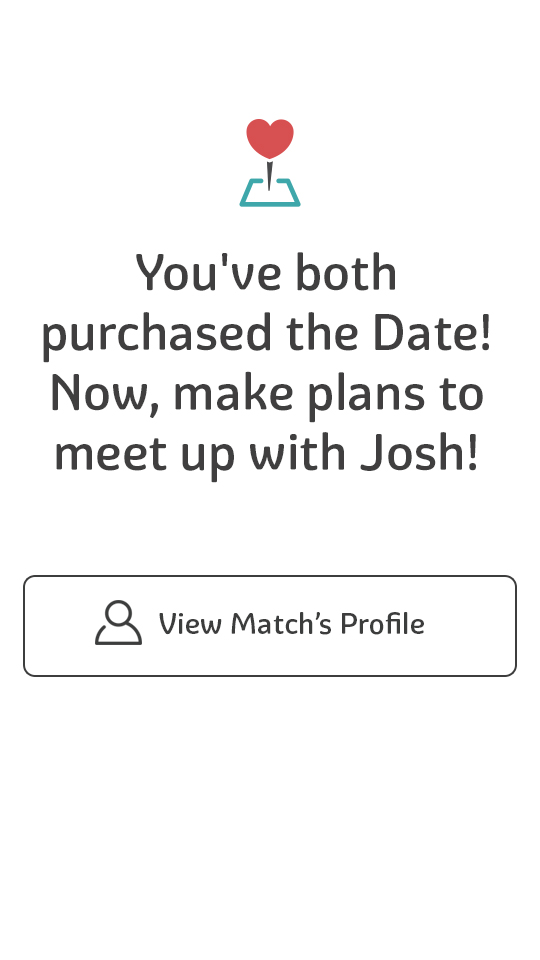 You've both
purchased the Date!
Now, make plans to
meet up with Josh!
View Match’s Profile